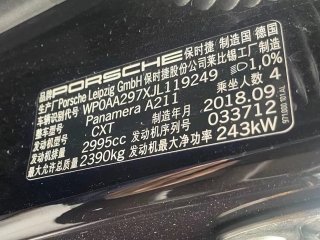 品牌 PORSCHE 保时捷 制造国 德国
生产厂 Porsche Leipzig GmbH 保时捷股份公司莱比锡工厂制造
车辆识别代号 WP0AA297XJL119249 1,0%
整车型号 Panamera A211 乘坐人数 4
发动机型号 CXT 制造年月 2018.09
发动机排量 2995cc 发动机序列号 033712
最大允许总质量 2390kg 发动机最大净功率 243kW